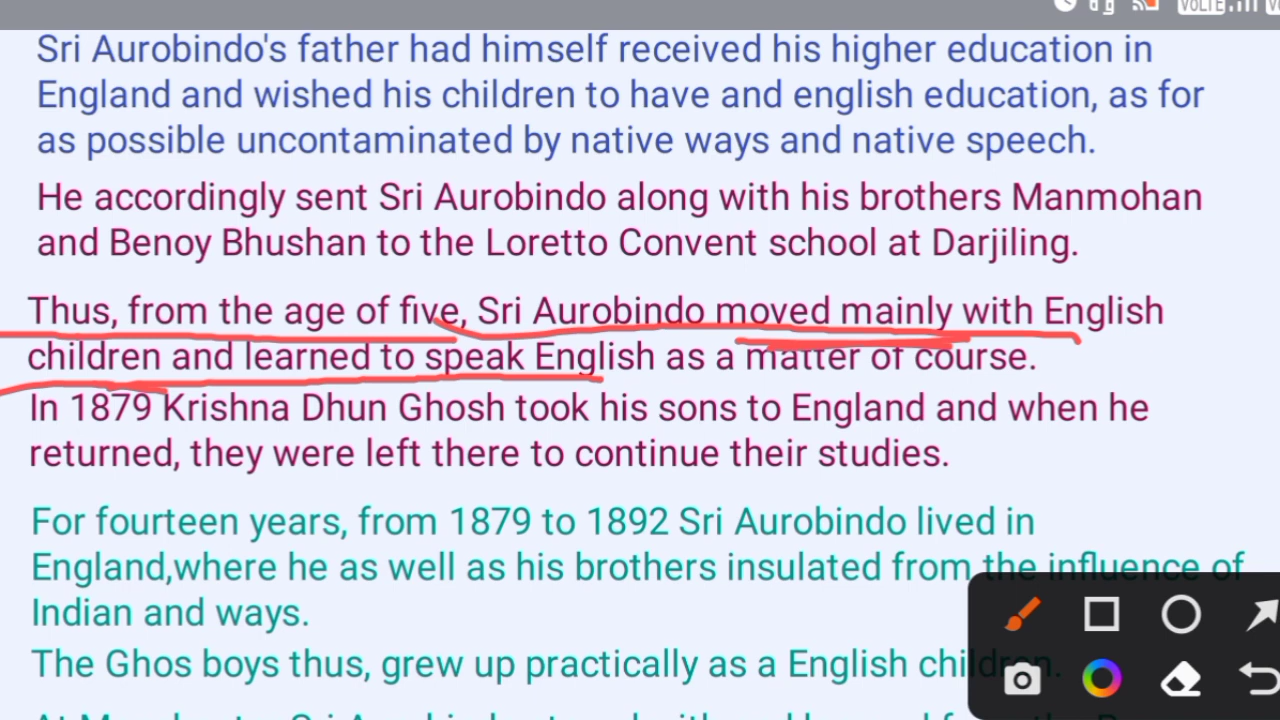 VoLTE
Sri Aurobindo's father had himself received his higher education in
England and wished his children to have and english education, as for
as possible uncontaminated by native ways and native speech.
He accordingly sent Sri Aurobindo along with his brothers Manmohan
and Benoy Bhushan to the Loretto Convent school at Darjiling.
Thus, from the age of five, Sri Aurobindo moved mainly with English
children and learned to speak English as a matter of course.
In 1879 Krishna Dhun Ghosh took his sons to England and when he
returned, they were left there to continue their studies.
For fourteen years, from 1879 to 1892 Sri Aurobindo lived in
England,where he as well as his brothers insulated from the influence of
Indian and ways.
The Ghos boys thus, grew up practically as a English children.